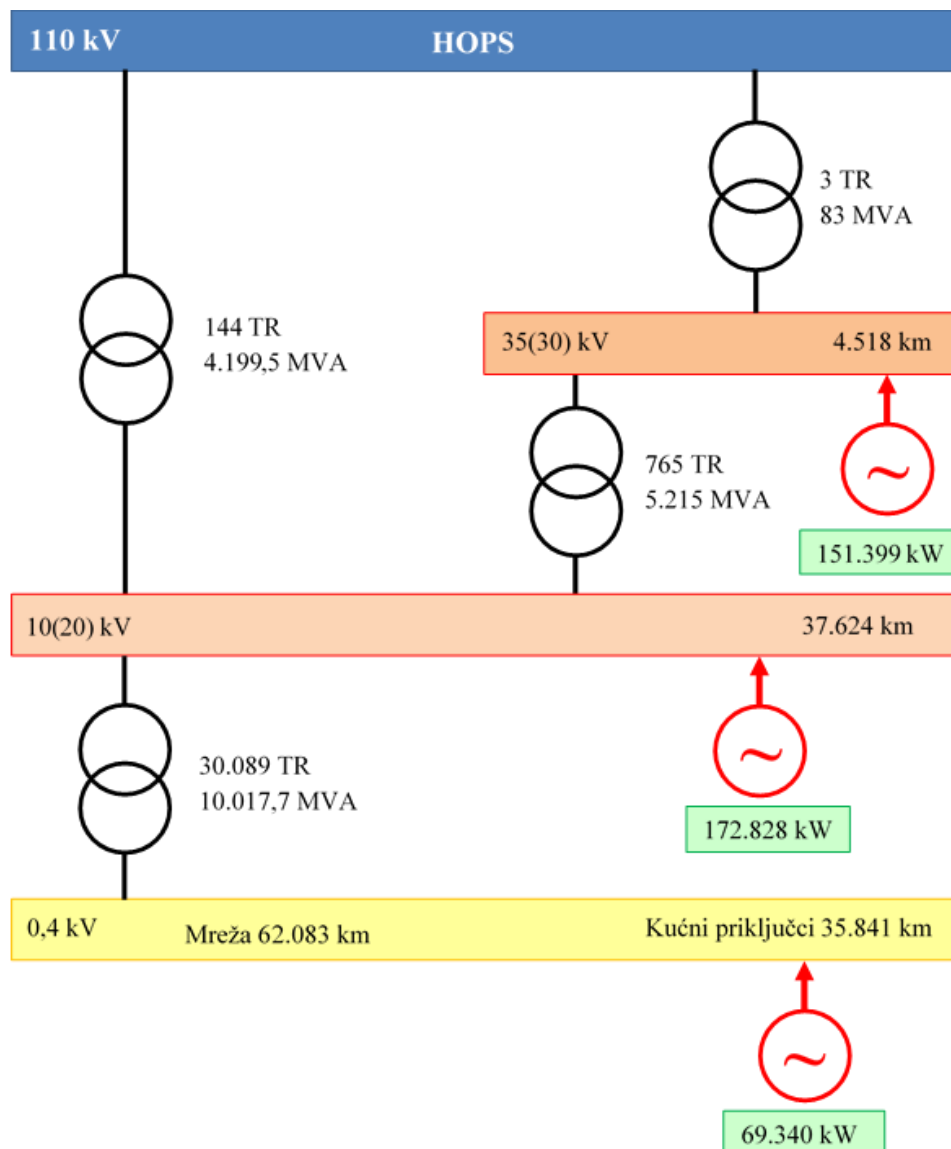 110 kV
HOPS
3 TR
83 MVA
144 TR
4.199,5 MVA
35(30) kV
4.518 km
765 TR
5.215 MVA
~
151.399 kW
10(20) kV
37.624 km
~
30.089 TR
10.017,7 MVA
172.828 kW
0,4 kV
Mreža 62.083 km
Kućni priključci 35.841 km
~
69.340 kW